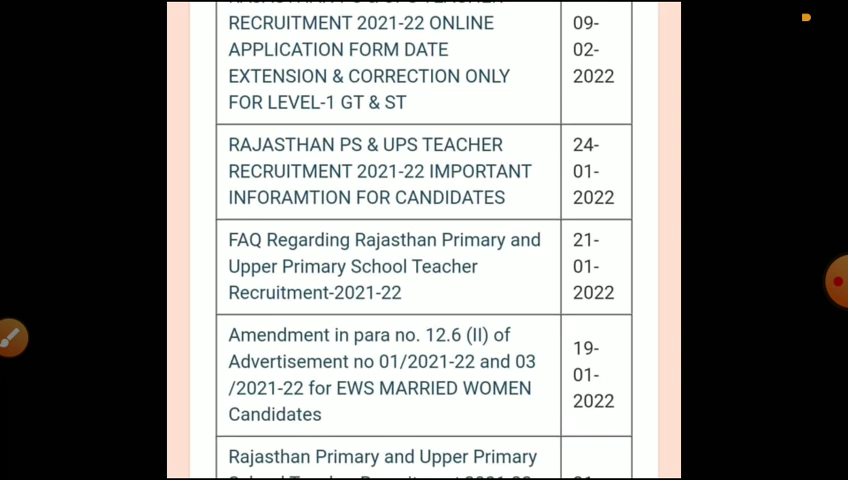 RECRUITMENT 2021-22 ONLINE
APPLICATION FORM DATE
EXTENSION & CORRECTION ONLY
FOR LEVEL-1 GT & ST
09-
02-
2022
RAJASTHAN PS & UPS TEACHER
RECRUITMENT 2021-22 IMPORTANT
INFORAMTION FOR CANDIDATES
24-
01-
2022
FAQ Regarding Rajasthan Primary and
Upper Primary School Teacher
Recruitment-2021-22
21-
01-
2022
Amendment in para no. 12.6 (II) of
Advertisement no 01/2021-22 and 03
/2021-22 for EWS MARRIED WOMEN
Candidates
19-
01-
2022
Rajasthan Primary and Upper Primary